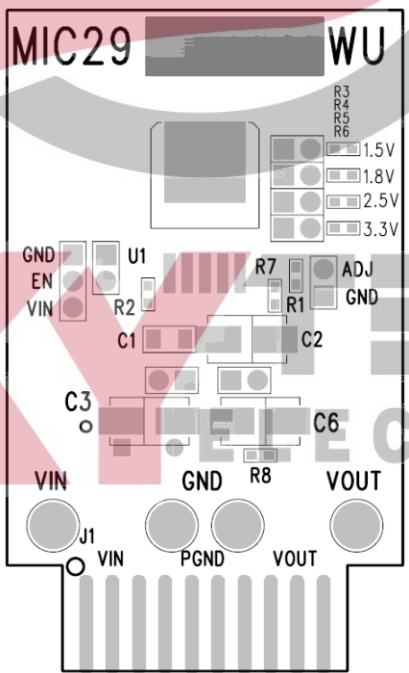 MIC29 WU
R3
R4
R5
R6
1.5V
1.8V
2.5V
3.3V
GND U1
EN
VIN
R7 ADJ
R2 R1 GND
C1 C2
C3 C6
ELEC
R8
VIN GND VOUT
J1
VIN PGND VOUT